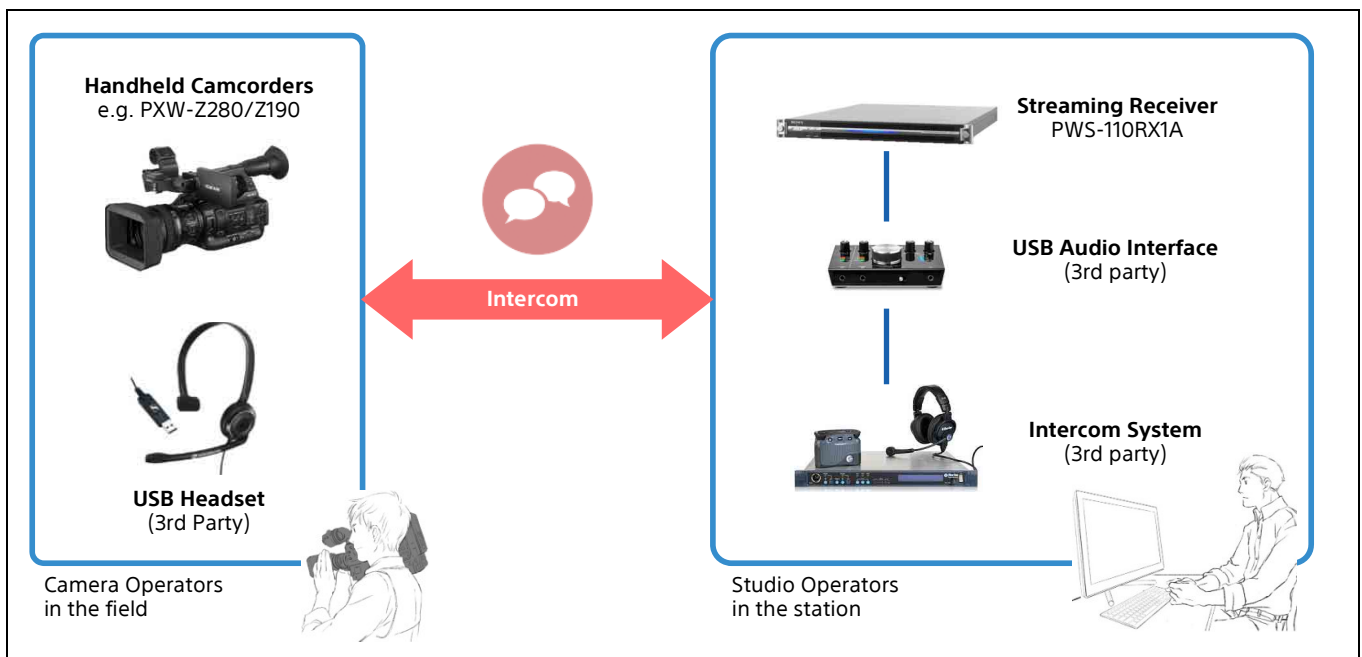 Handheld Camcorders
e.g. PXW-Z280/Z190
USB Headset
(3rd Party)
Camera Operators
in the field
Intercom
Streaming Receiver
PWS-110RX1A
USB Audio Interface
(3rd party)
Intercom System
(3rd party)
Studio Operators
in the station